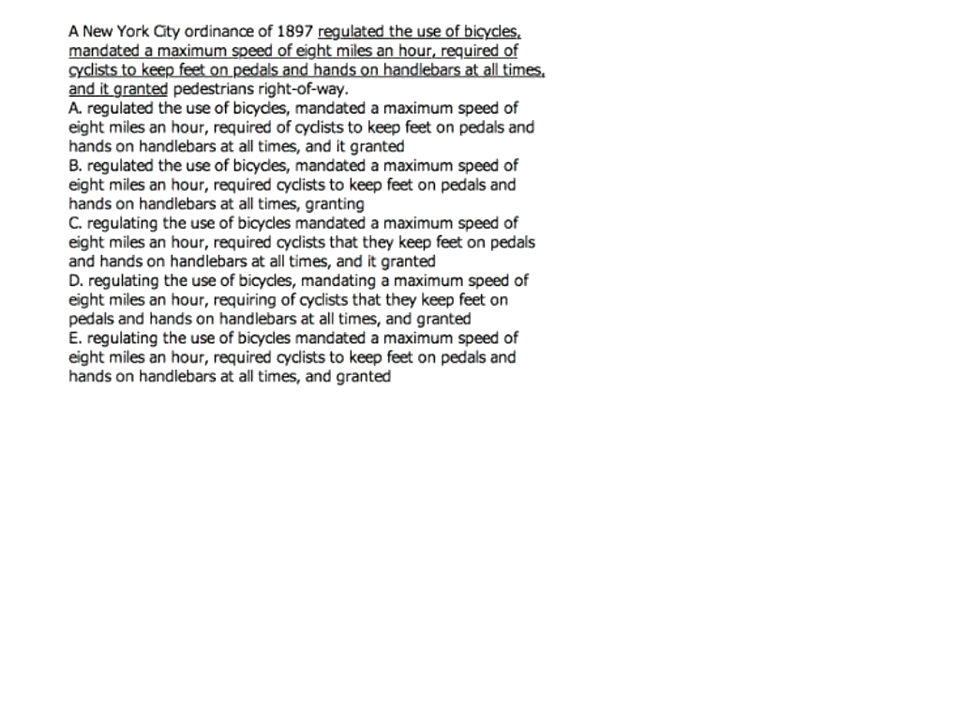 A New York City ordinance of 1897 regulated the use of bicycles,
mandated a maximum speed of eight miles an hour, required of
cyclists to keep feet on pedals and hands on handlebars at all times,
and it granted pedestrians right-of-way.
A. regulated the use of bicycles, mandated a maximum speed of
eight miles an hour, required of cyclists to keep feet on pedals and
hands on handlebars at all times, and it granted
B. regulated the use of bicycles, mandated a maximum speed of
eight miles an hour, required cyclists to keep feet on pedals and
hands on handlebars at all times, granting
C. regulating the use of bicycles mandated a maximum speed of
eight miles an hour, required cyclists that they keep feet on pedals
and hands on handlebars at all times, and it granted
D. regulating the use of bicycles, mandating a maximum speed of
eight miles an hour, requiring of cyclists that they keep feet on
pedals and hands on handlebars at all times, and granted
E. regulating the use of bicycles mandated a maximum speed of
eight miles an hour, required cyclists to keep feet on pedals and
hands on handlebars at all times, and granted